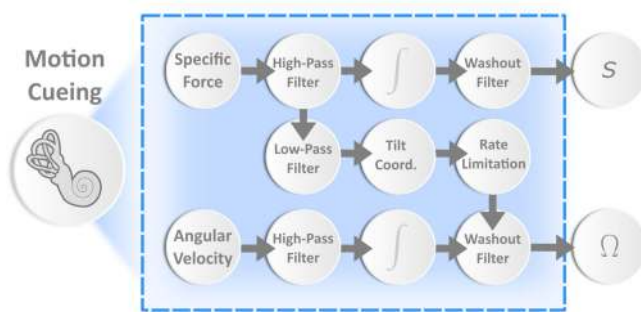 Motion
Cueing
Specific
Force
High-Pass
Filter
∫
Washout
Filter
S
Low-Pass
Filter
Tilt
Coord.
Rate
Limitation
Angular
Velocity
High-Pass
Filter
∫
Washout
Filter
Ω